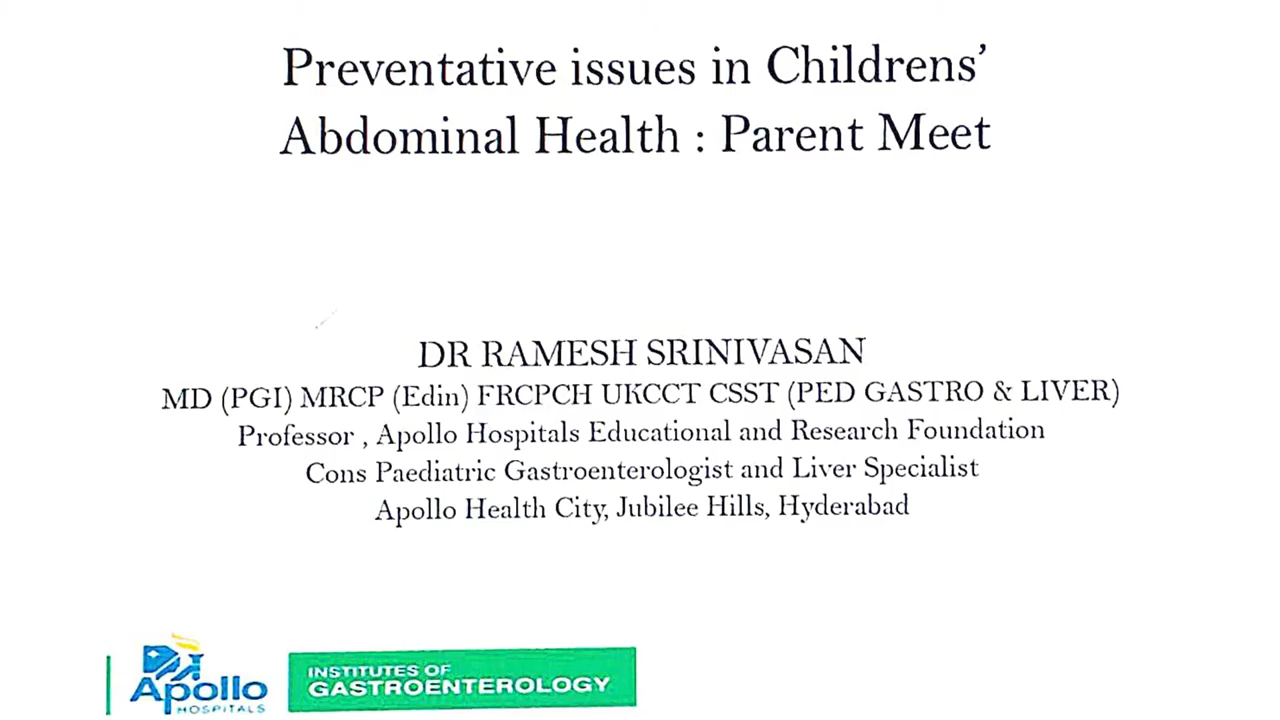 Preventative issues in Childrens'
Abdominal Health : Parent Meet
DR RAMESH SRINIVASAN
MD (PGI) MRCP (Edin) FRCPCH UKCCT CSST (PED GASTRO & LIVER)
Professor , Apollo Hospitals Educational and Research Foundation
Cons Paediatric Gastroenterologist and Liver Specialist
Apollo Health City, Jubilee Hills, Hyderabad
Apollo
HOSPITALS
INSTITUTES OF
GASTROENTEROLOGY